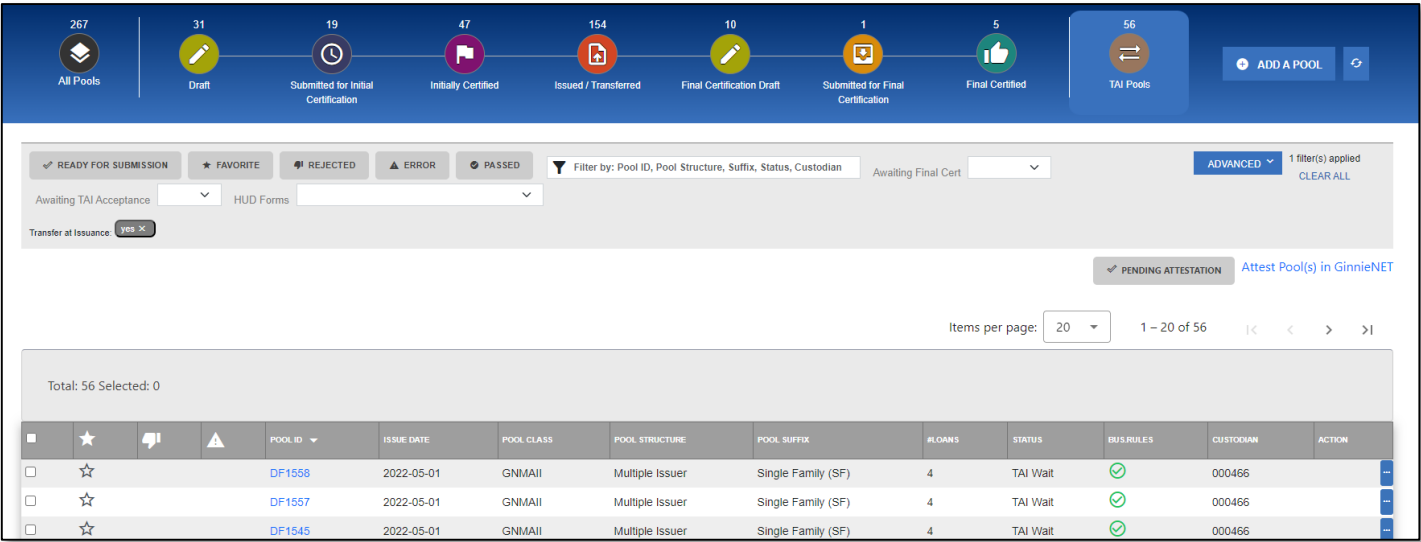 267
All Pools
31
Draft
19
Submitted for Initial
Certification
47
Initially Certified
154
Issued / Transferred
10
Final Certification Draft
1
Submitted for Final
Certification
5
Final Certified
56
TAI Pools
ADD A POOL
READY FOR SUBMISSION FAVORITE REJECTED ERROR PASSED Filter by: Pool ID, Pool Structure, Suffix, Status, Custodian Awaiting Final Cert ADVANCED 1 filter(s) applied
CLEAR ALL
Awaiting TAI Acceptance HUD Forms
Transfer at Issuance: yes ×
PENDING ATTESTATION Attest Pool(s) in GinnieNET
Items per page: 20 1 – 20 of 56
Total: 56 Selected: 0
POOL ID ISSUE DATE POOL CLASS POOL STRUCTURE POOL SUFFIX #LOANS STATUS BUS.RULES CUSTODIAN ACTION
DF1558 2022-05-01 GNMAII Multiple Issuer Single Family (SF) 4 TAI Wait 000466 ...
DF1557 2022-05-01 GNMAII Multiple Issuer Single Family (SF) 4 TAI Wait 000466 ...
DF1545 2022-05-01 GNMAII Multiple Issuer Single Family (SF) 4 TAI Wait 000466 ...